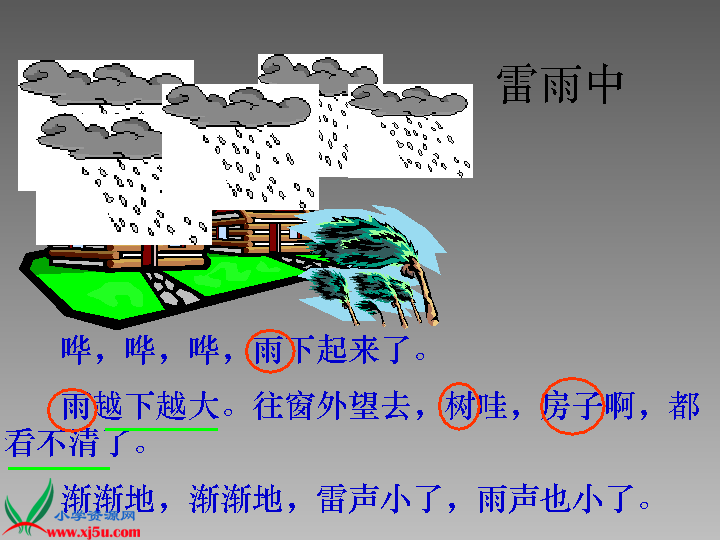 雷雨中
哗，哗，哗，雨下起来了。
雨越下越大。往窗外望去，树哇，房子啊，都
看不清了。
渐渐地，渐渐地，雷声小了，雨声也小了。
小学资源网
www.xj5u.com